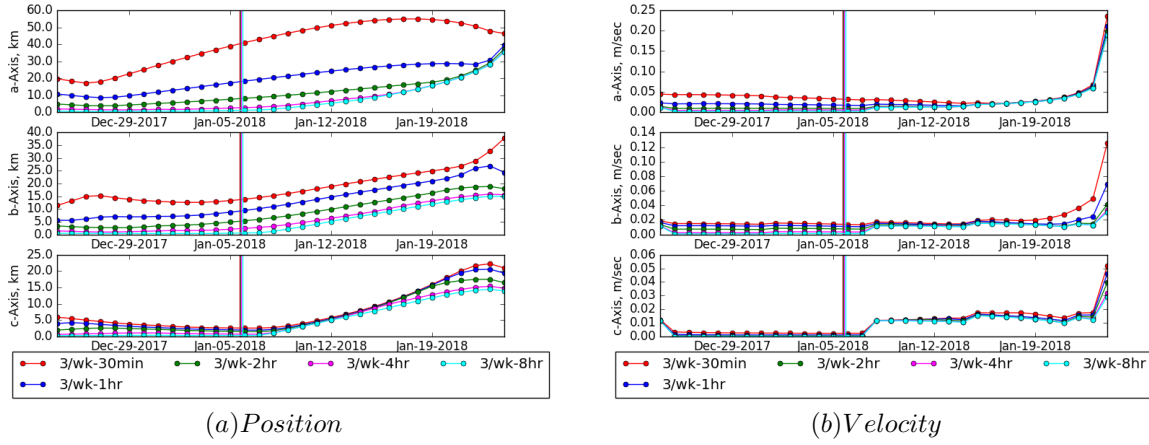 60.0
50.0
40.0
30.0
20.0
10.0
0.0
a-Axis, km
Dec-29-2017 Jan-05-2018 Jan-12-2018 Jan-19-2018
40.0
35.0
30.0
25.0
20.0
15.0
10.0
5.0
0.0
b-Axis, km
Dec-29-2017 Jan-05-2018 Jan-12-2018 Jan-19-2018
25.0
20.0
15.0
10.0
5.0
0.0
c-Axis, km
Dec-29-2017 Jan-05-2018 Jan-12-2018 Jan-19-2018
3/wk-30min 3/wk-2hr 3/wk-4hr 3/wk-8hr
3/wk-1hr
(a)Position
0.25
0.20
0.15
0.10
0.05
0.00
a-Axis, m/sec
Dec-29-2017 Jan-05-2018 Jan-12-2018 Jan-19-2018
0.14
0.12
0.10
0.08
0.06
0.04
0.02
0.00
b-Axis, m/sec
Dec-29-2017 Jan-05-2018 Jan-12-2018 Jan-19-2018
0.06
0.05
0.04
0.03
0.02
0.01
0.00
c-Axis, m/sec
Dec-29-2017 Jan-05-2018 Jan-12-2018 Jan-19-2018
3/wk-30min 3/wk-2hr 3/wk-4hr 3/wk-8hr
3/wk-1hr
(b)Velocity